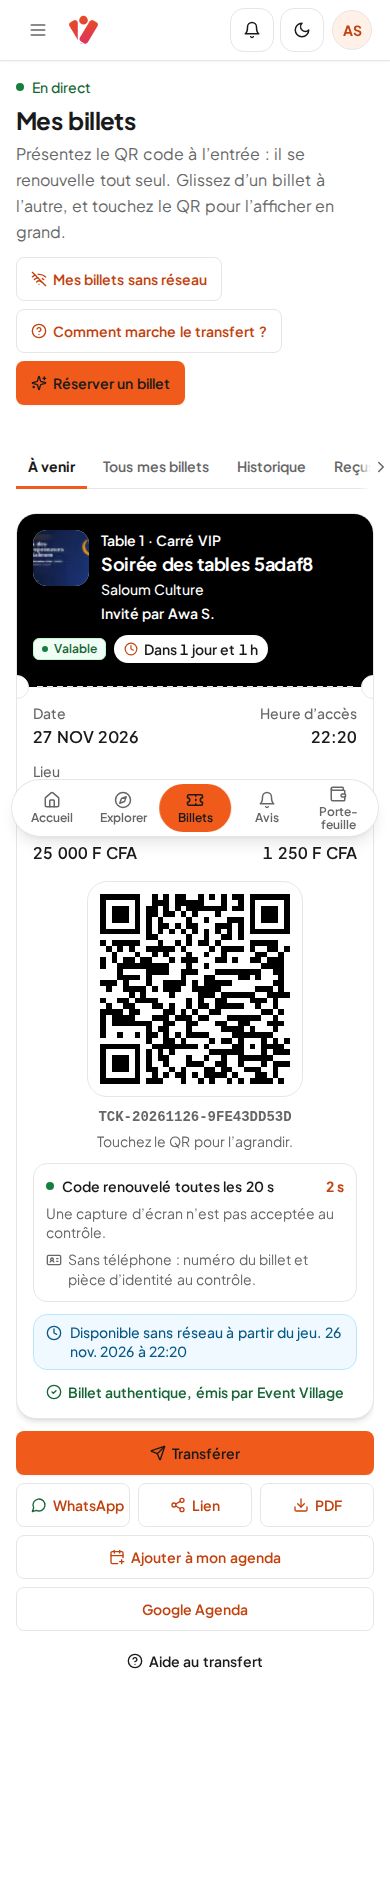 AS
En direct
Mes billets
Présentez le QR code à l’entrée : il se
renouvelle tout seul. Glissez d’un billet à
l’autre, et touchez le QR pour l’afficher en
grand.
Mes billets sans réseau
Comment marche le transfert ?
Réserver un billet
À venir Tous mes billets Historique Reçus
Table 1 · Carré VIP
Soirée des tables 5adaf8
Saloum Culture
Invité par Awa S.
Valable Dans 1 jour et 1 h
Date Heure d’accès
27 NOV 2026 22:20
Lieu
Accueil Explorer Billets Avis Porte-
feuille
25 000 F CFA 1 250 F CFA
TCK-20261126-9FE43DD53D
Touchez le QR pour l’agrandir.
Code renouvelé toutes les 20 s 2 s
Une capture d’écran n’est pas acceptée au
contrôle.
Sans téléphone : numéro du billet et
pièce d’identité au contrôle.
Disponible sans réseau à partir du jeu. 26
nov. 2026 à 22:20
Billet authentique, émis par Event Village
Transférer
WhatsApp Lien PDF
Ajouter à mon agenda
Google Agenda
Aide au transfert